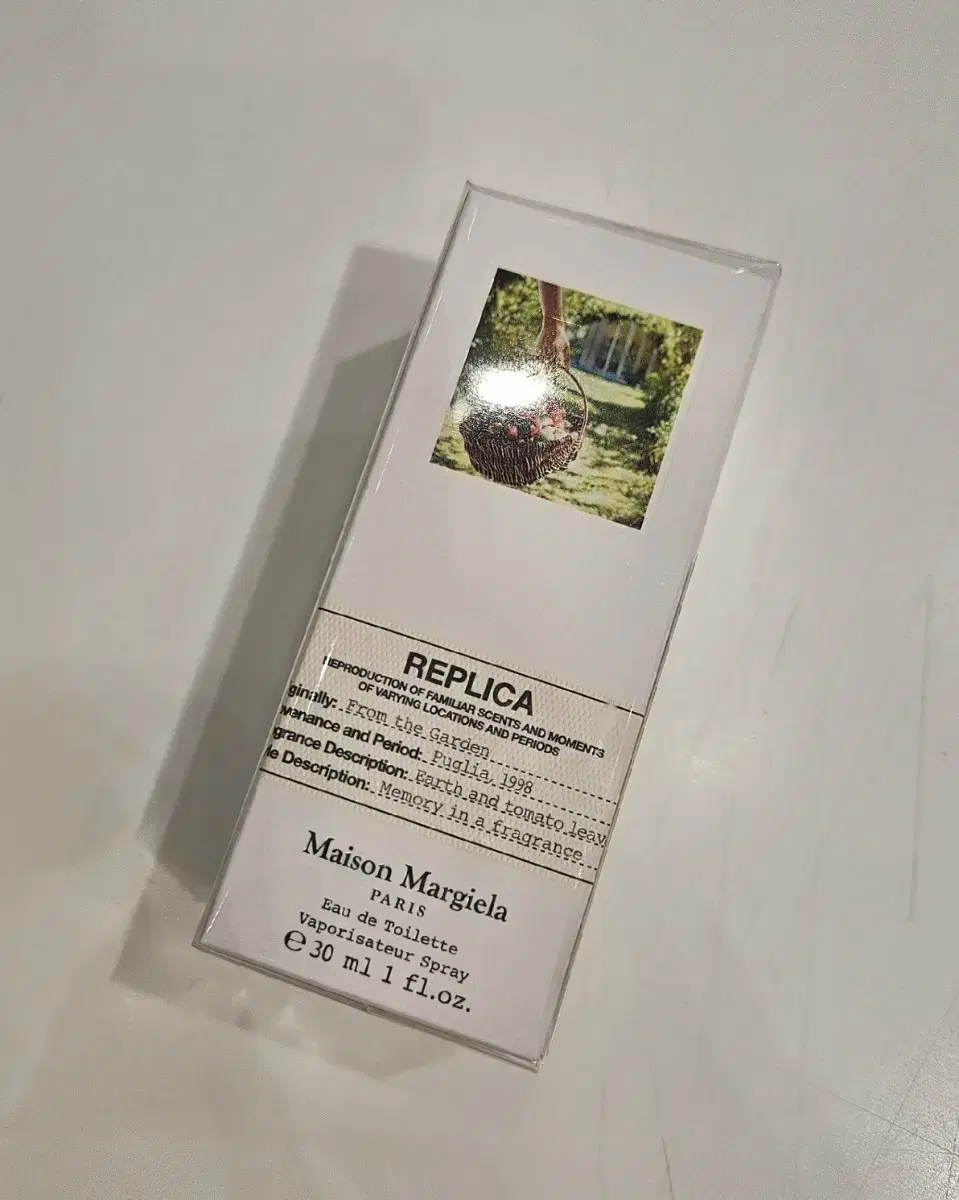 REPLICA
REPRODUCTION OF FAMILIAR SCENTS AND MOMENTS
OF VARYING LOCATIONS AND PERIODS
ginally: From the Garden
venance and Period: Puglia, 1998
grance Description: Earth and tomato leav
le Description: Memory in a fragrance
Maison Margiela
PARIS
Eau de Toilette
Vaporisateur Spray
℮ 30 ml 1 fl.oz.